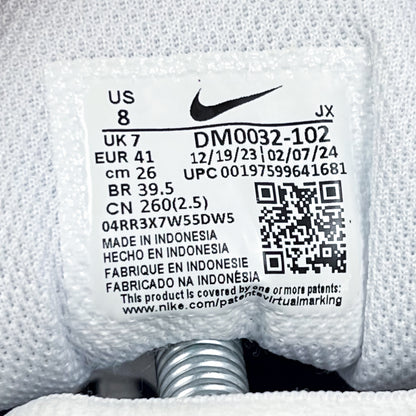 US
8
JX
UK 7
DM0032-102
EUR 41
12/19/23 02/07/24
cm 26
UPC 00197599641681
BR 39.5
CN 260(2.5)
04RR3X7W55DW5
MADE IN INDONESIA
HECHO EN INDONESIA
FABRIQUE EN INDONESIE
FABRICADO NA INDONÉSIA
This product is covered by one or more patents:
www.nike.com/patentsvirtualmarking